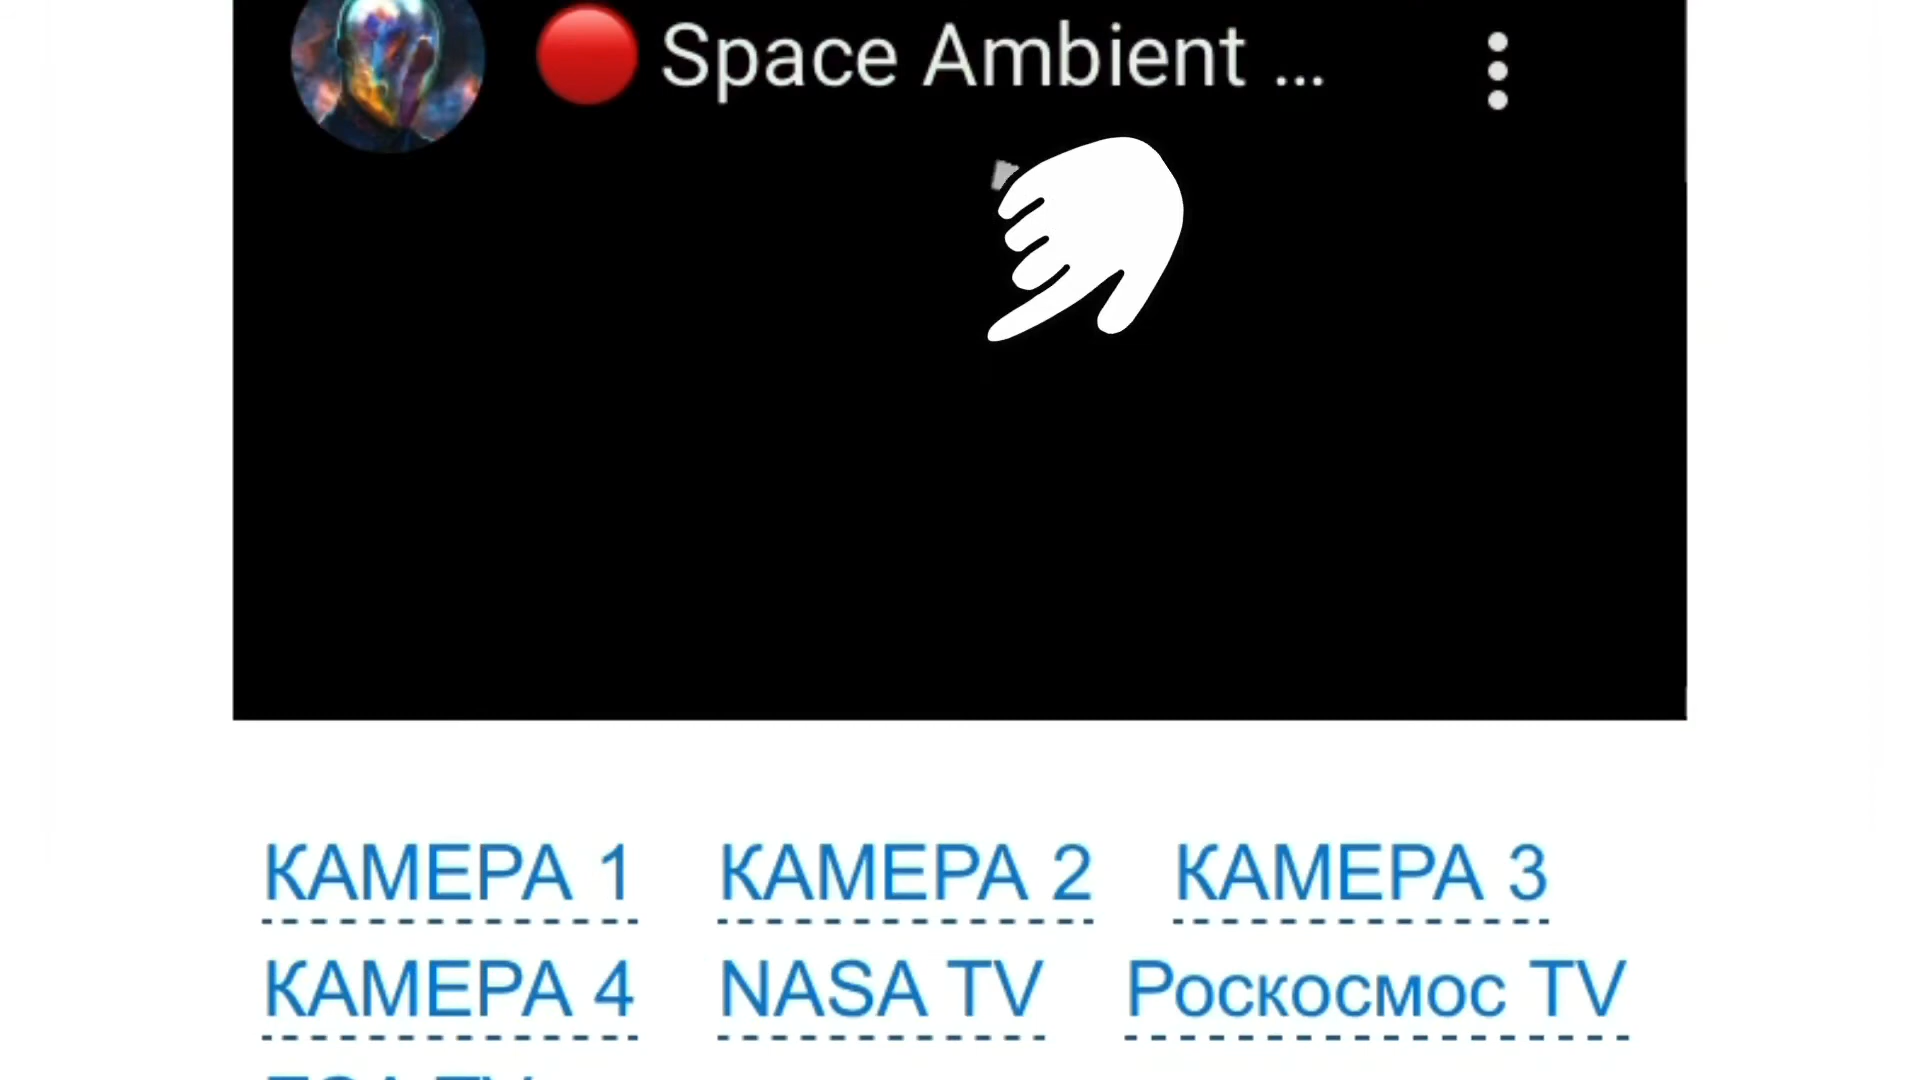 Space Ambient ...
КАМЕРА 1 КАМЕРА 2 КАМЕРА 3
КАМЕРА 4 NASA TV Роскосмос TV